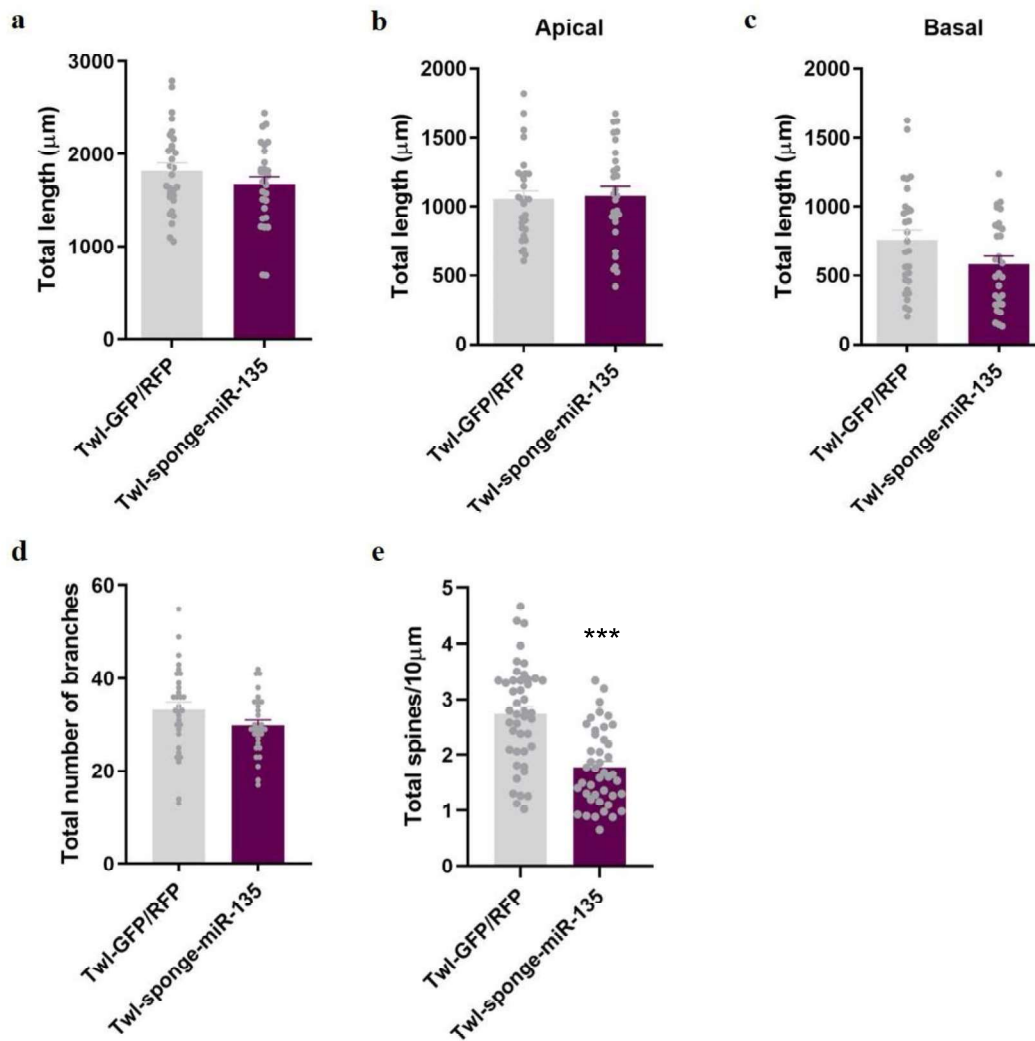 a
Total length (μm)
3000
2000
1000
0
Twl-GFP/RFP
Twl-sponge-miR-135
b
Apical
Total length (μm)
2000
1500
1000
500
0
Twl-GFP/RFP
Twl-sponge-miR-135
c
Basal
Total length (μm)
2000
1500
1000
500
0
Twl-GFP/RFP
Twl-sponge-miR-135
d
Total number of branches
60
40
20
0
Twl-GFP/RFP
Twl-sponge-miR-135
e
Total spines/10μm
5
4
3
2
1
0
***
Twl-GFP/RFP
Twl-sponge-miR-135